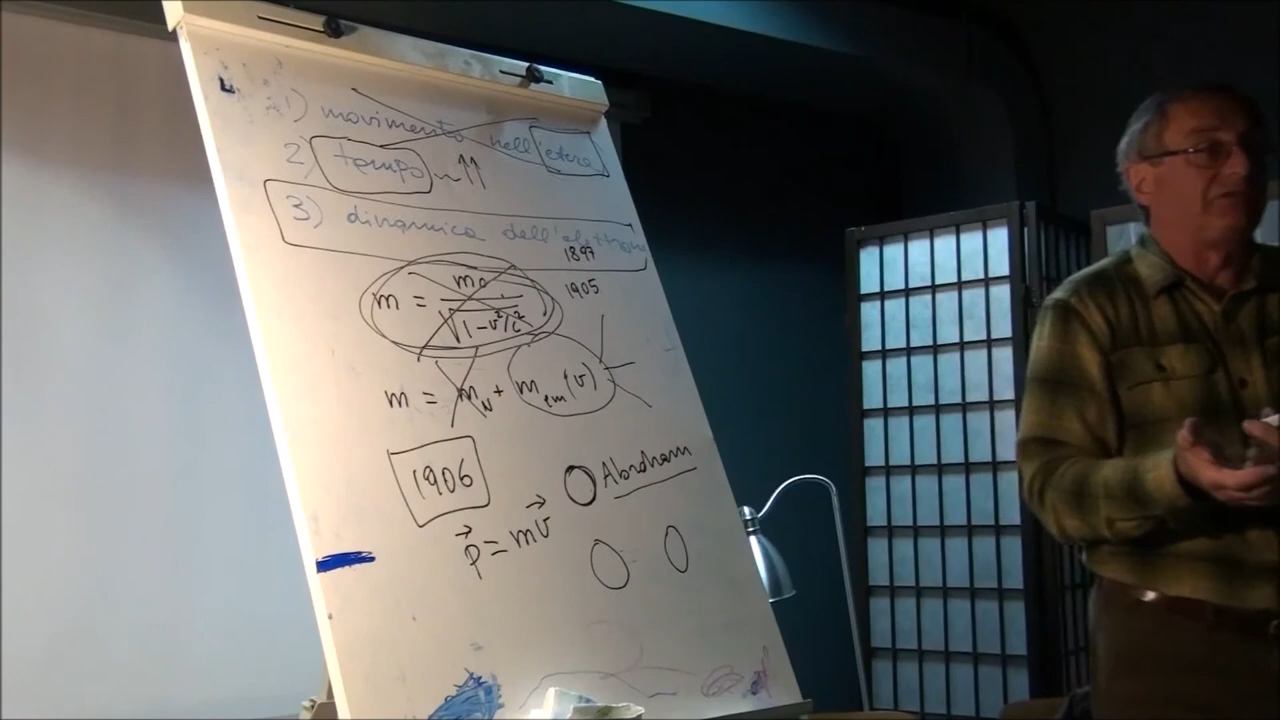 1) movimento nell'etere
2) tempo ~ ↑↑
3) dinamica dell'elettrone
1897
m = m₀ / √(1-v²/c²)
1905
m = m_N + m_em(v)
1906
Abraham
p⃗ = mv⃗